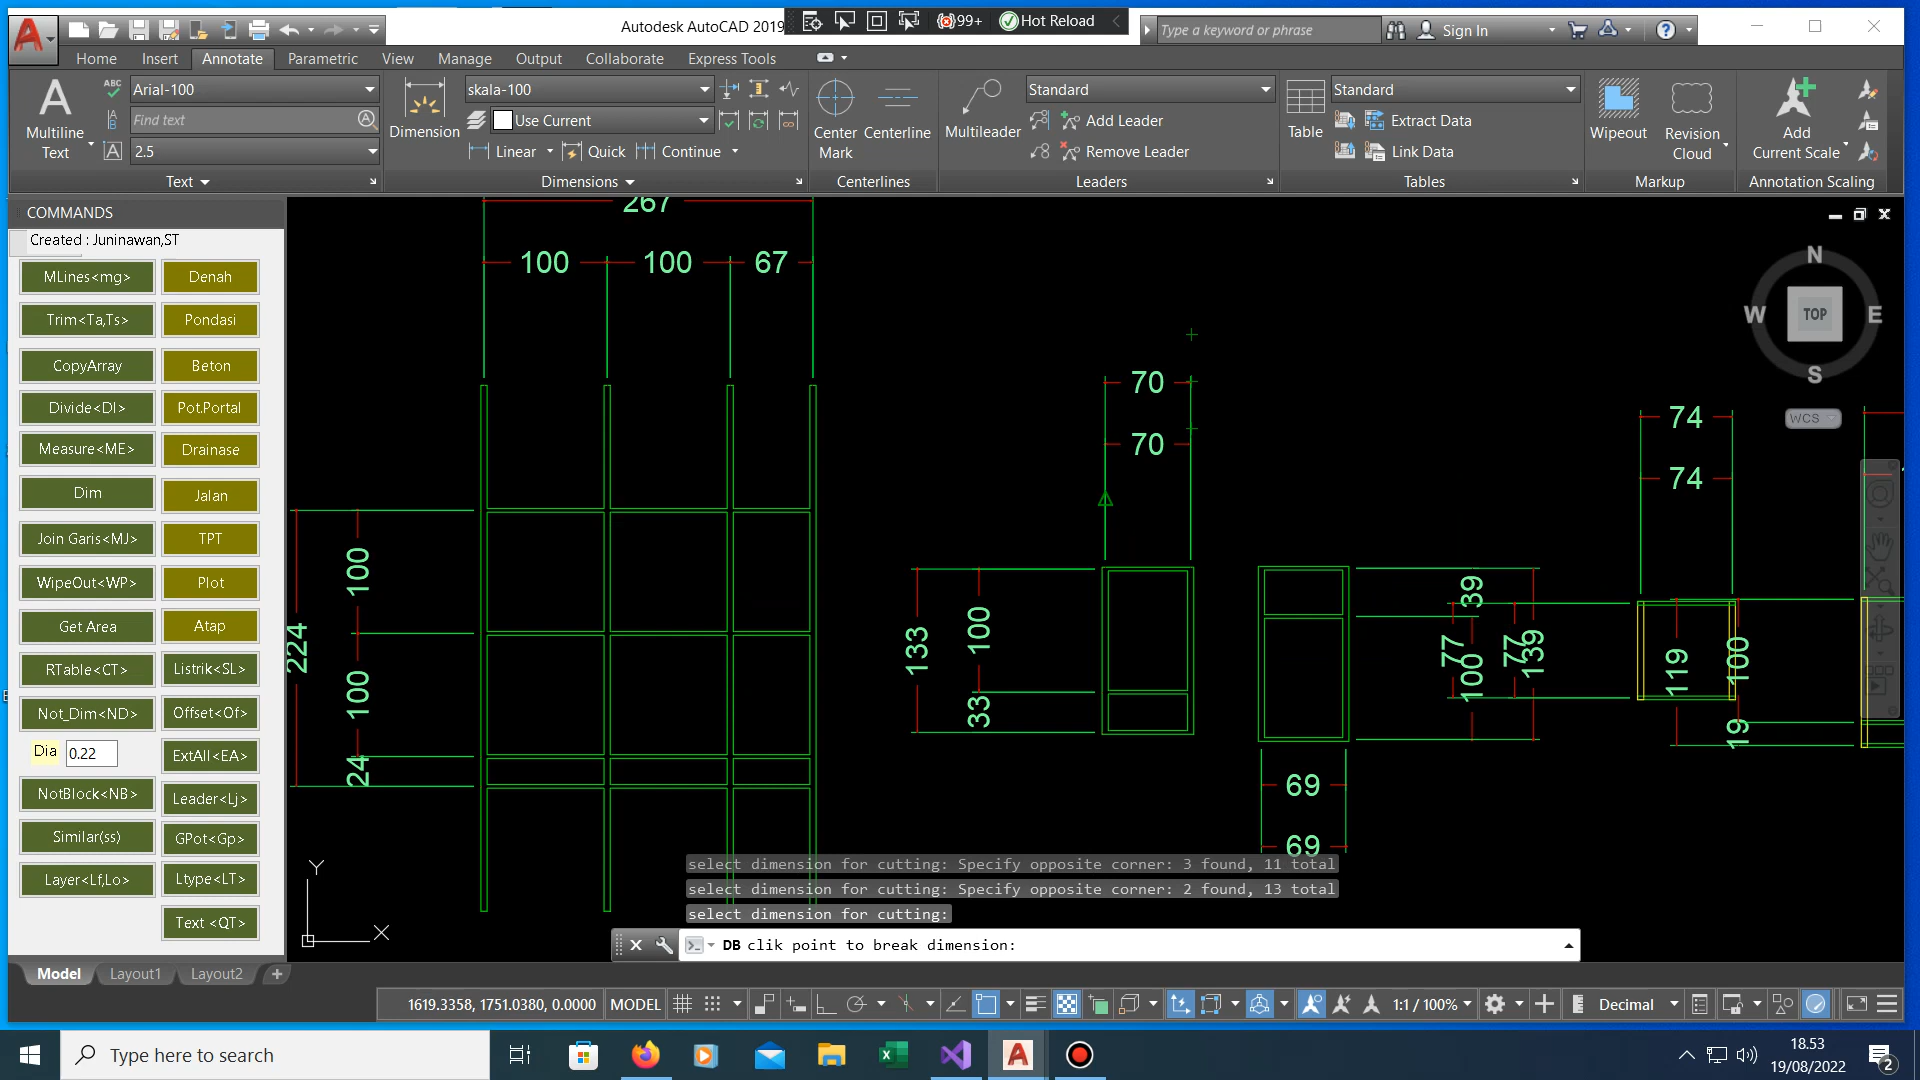 Autodesk AutoCAD 2019
99+
Hot Reload
Type a keyword or phrase
Sign In
Home
Insert
Annotate
Parametric
View
Manage
Output
Collaborate
Express Tools
Multiline Text
ABC
Arial-100
Find text
2.5
Text
Dimension
skala-100
Use Current
Linear
Quick
Continue
Dimensions
Center Mark
Centerline
Centerlines
Multileader
Standard
Add Leader
Remove Leader
Leaders
Table
Standard
Extract Data
Link Data
Tables
Wipeout
Revision Cloud
Markup
Add Current Scale
Annotation Scaling
COMMANDS
Created : Juninawan,ST
MLines<mg>
Denah
Trim<Ta,Ts>
Pondasi
CopyArray
Beton
Divide<DI>
Pot.Portal
Measure<ME>
Drainase
Dim
Jalan
Join Garis<MJ>
TPT
WipeOut<WP>
Plot
Get Area
Atap
RTable<CT>
Listrik<SL>
Not_Dim<ND>
Offset<Of>
Dia
0.22
ExtAll<EA>
NotBlock<NB>
Leader<Lj>
Similar(ss)
GPot<Gp>
Layer<Lf,Lo>
Ltype<LT>
Text <QT>
267
100
100
67
224
100
100
24
70
70
133
100
33
39
100
139
69
69
77
77
74
74
119
100
19
N
W
TOP
E
S
WCS
Y
X
select dimension for cutting: Specify opposite corner: 3 found, 11 total
select dimension for cutting: Specify opposite corner: 2 found, 13 total
select dimension for cutting:
DB clik point to break dimension:
Model
Layout1
Layout2
1619.3358, 1751.0380, 0.0000
MODEL
1:1 / 100%
Decimal
Type here to search
18.53
19/08/2022
2